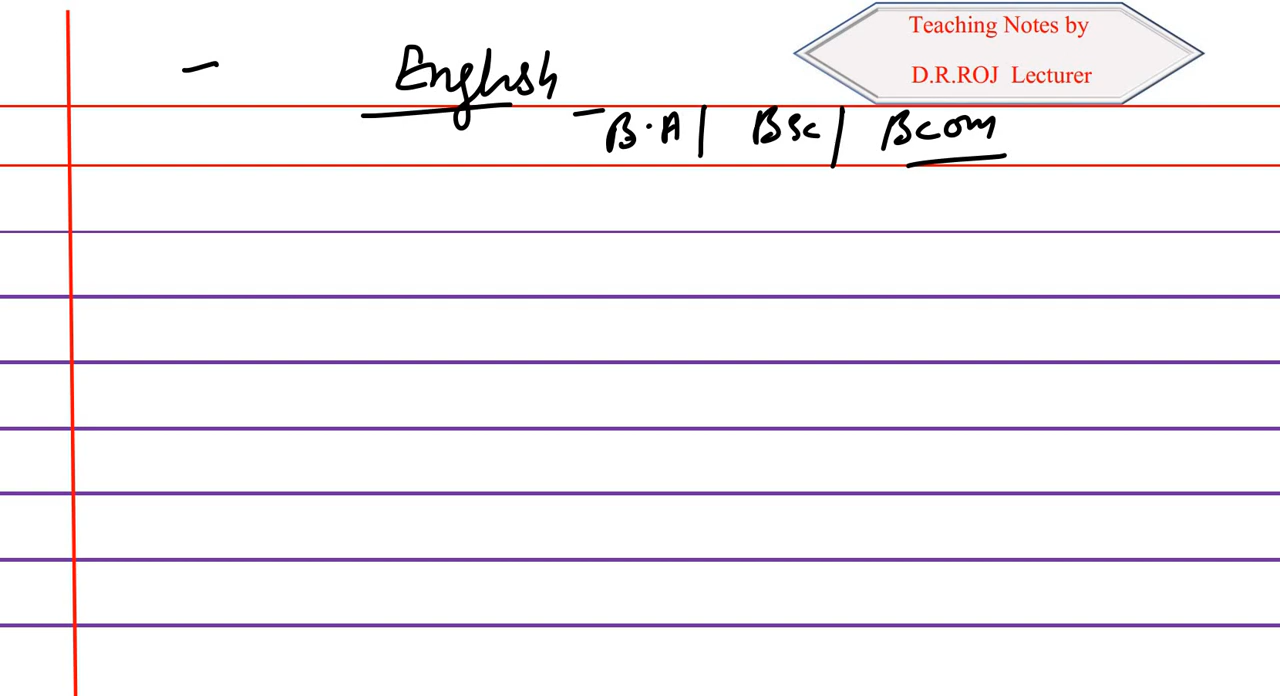 Teaching Notes by
D.R.ROJ Lecturer
- English
- B.A / BSc / Bcom